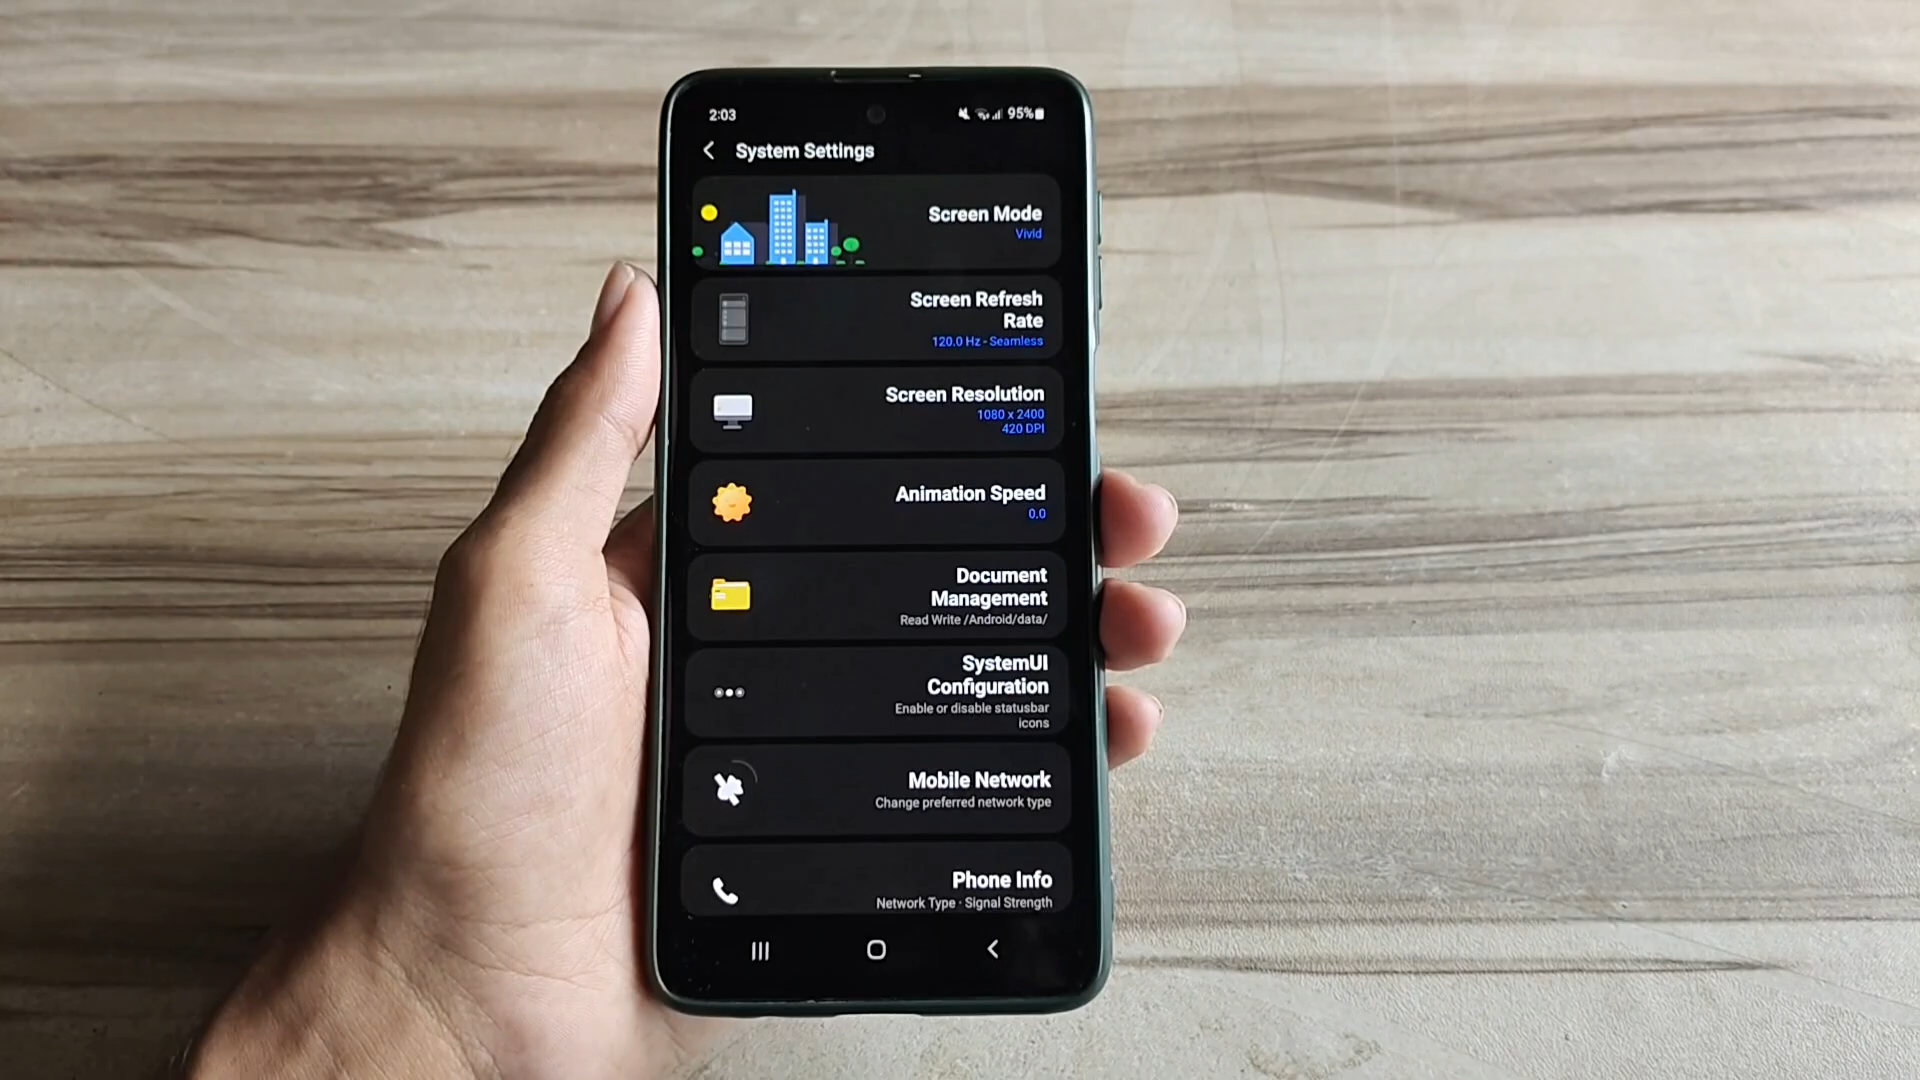 2:03
95%
System Settings
Screen Mode
Vivid
Screen Refresh
Rate
120.0 Hz - Seamless
Screen Resolution
1080 x 2400
420 DPI
Animation Speed
0.0
Document
Management
Read Write /Android/data/
SystemUI
Configuration
Enable or disable statusbar
icons
Mobile Network
Change preferred network type
Phone Info
Network Type · Signal Strength